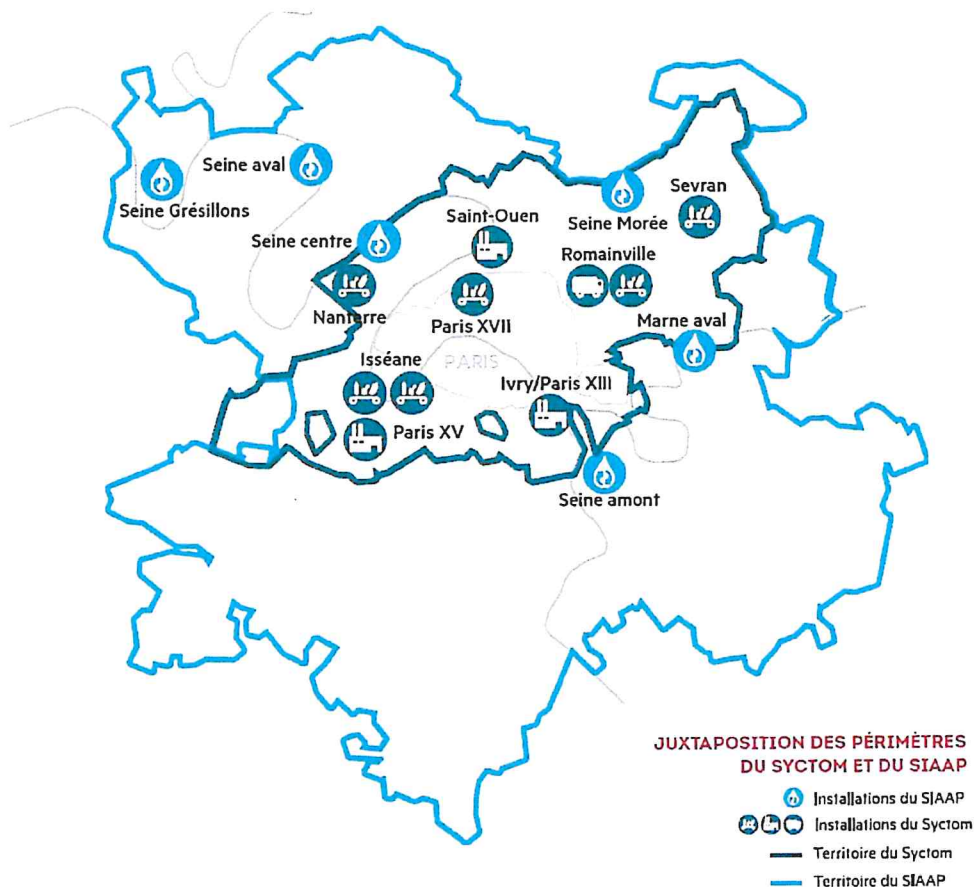 Seine aval
Seine Grésillons
Saint-Ouen
Seine centre
Seine Morée
Sevran
Romainville
Nanterre
Paris XVII
Marne aval
PARIS
Isséane
Ivry/Paris XIII
Paris XV
Seine amont
JUXTAPOSITION DES PÉRIMÈTRES
DU SYCTOM ET DU SIAAP
Installations du SIAAP
Installations du Syctom
Territoire du Syctom
Territoire du SIAAP